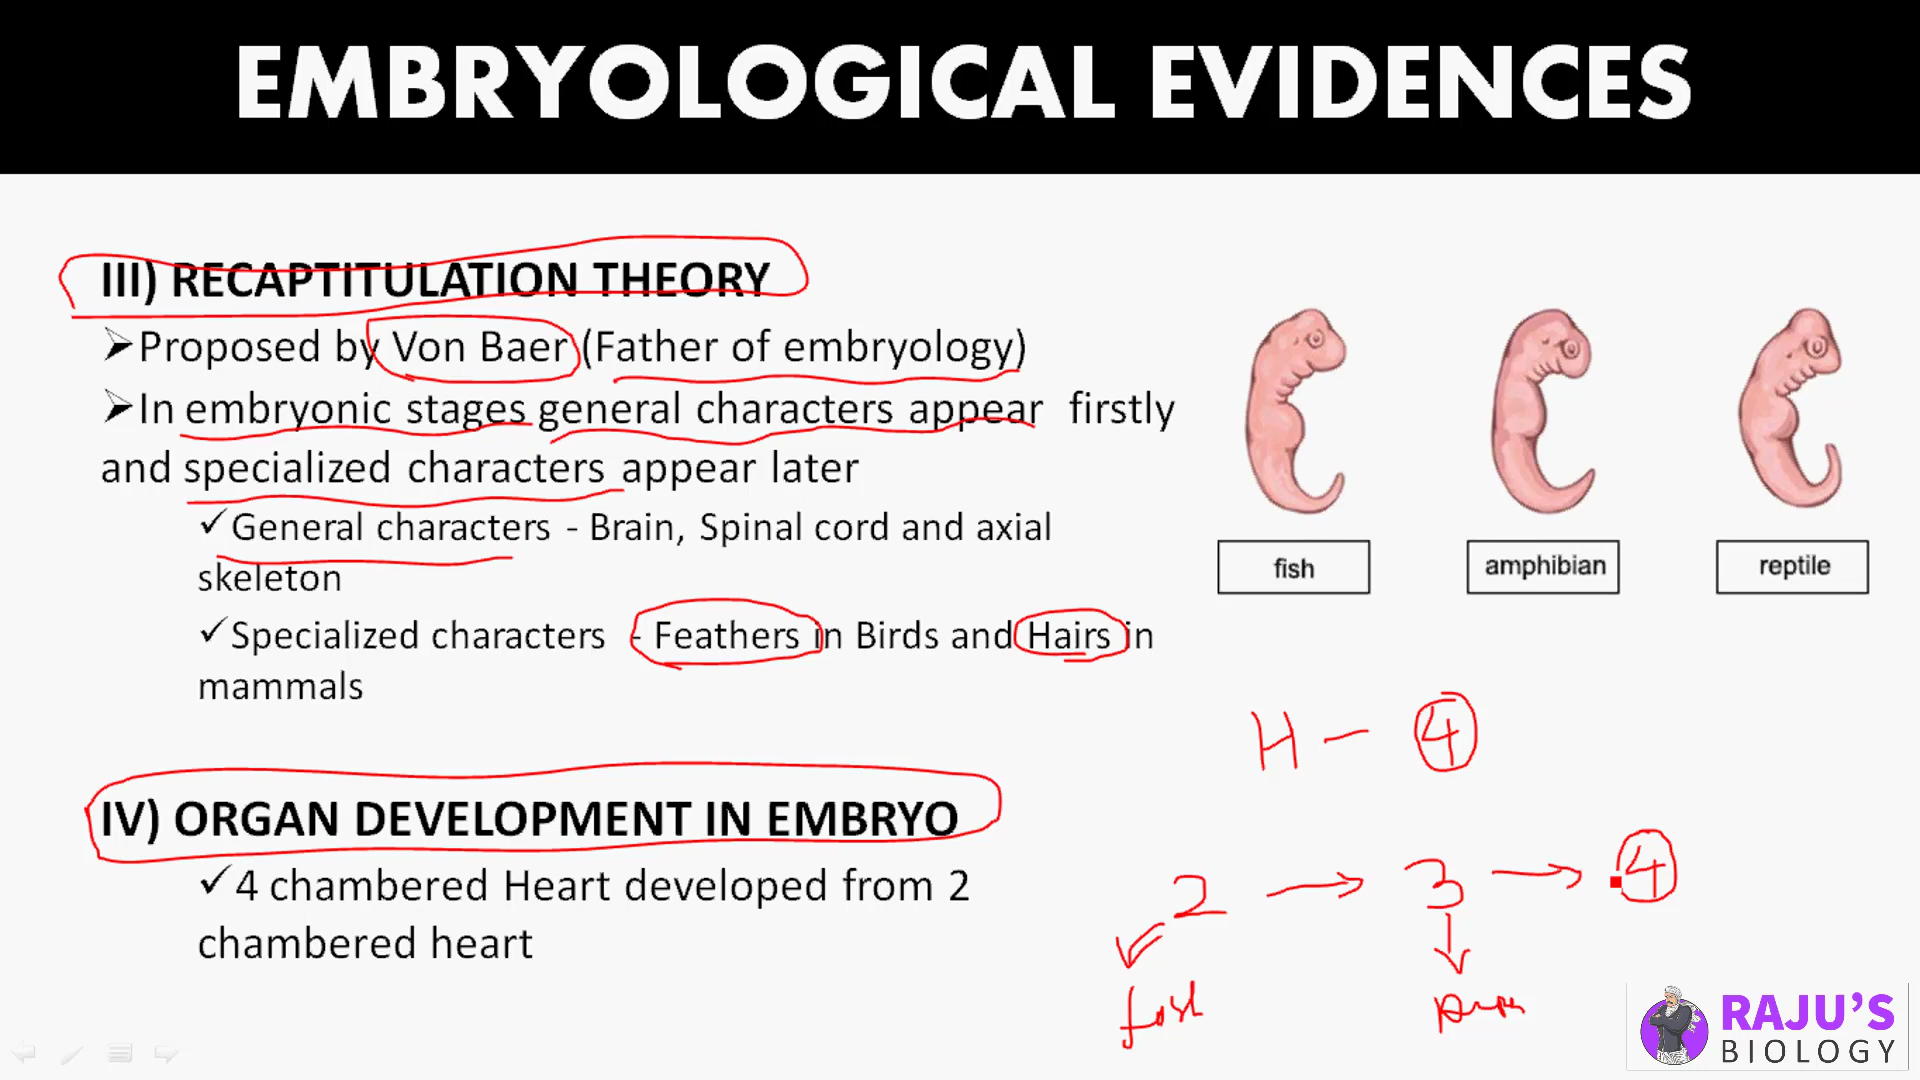 EMBRYOLOGICAL EVIDENCES
III) RECAPTITULATION THEORY
➢Proposed by Von Baer (Father of embryology)
➢In embryonic stages general characters appear firstly
and specialized characters appear later
✓General characters - Brain, Spinal cord and axial
skeleton
✓Specialized characters - Feathers in Birds and Hairs in
mammals
fish
amphibian
reptile
H - 4
IV) ORGAN DEVELOPMENT IN EMBRYO
✓4 chambered Heart developed from 2
chambered heart
2 → 3 → 4
RAJU'S
BIOLOGY